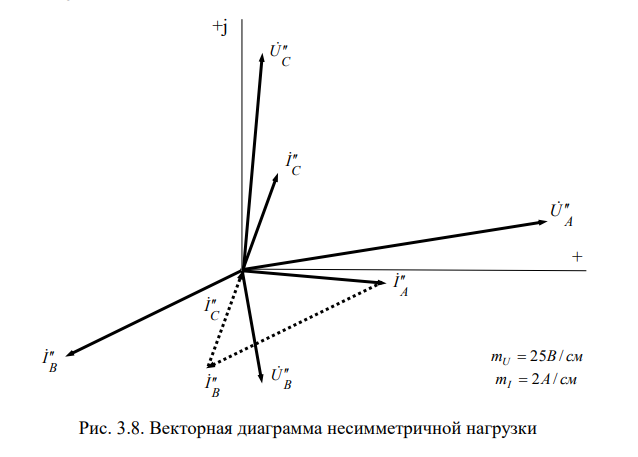 +j
U̇″C
İ″C
U̇″A
+
İ″A
İ″C
İ″B
İ″B
U̇″B
mU = 25В / см
mI = 2А / см
Рис. 3.8. Векторная диаграмма несимметричной нагрузки